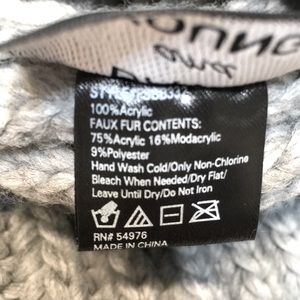 100%Acrylic
FAUX FUR CONTENTS:
75%Acrylic 16%Modacrylic
9%Polyester
Hand Wash Cold/Only Non-Chlorine
Bleach When Needed/Dry Flat/
Leave Until Dry/Do Not Iron
RN# 54976
MADE IN CHINA